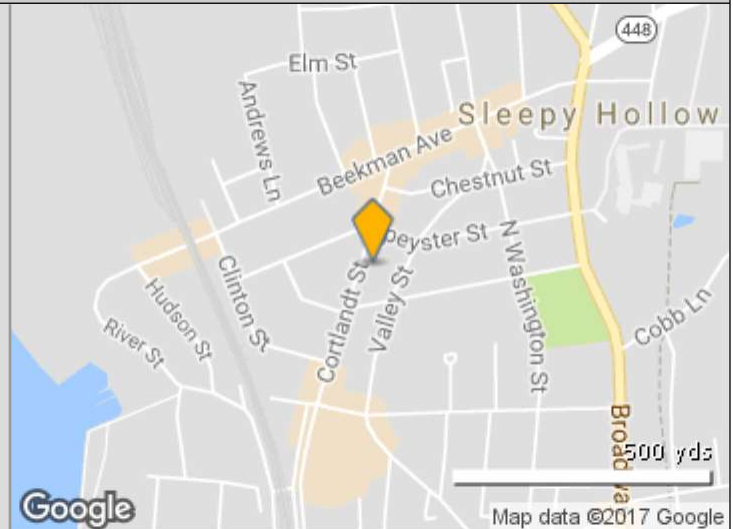 448
Elm St
Andrews Ln
Sleepy Hollow
Beekman Ave
Chestnut St
peyster St
N Washington St
Clinton St
Cortlandt St
Valley St
Hudson St
River St
Cobb Ln
Broadwa
500 yds
Google
Map data ©2017 Google